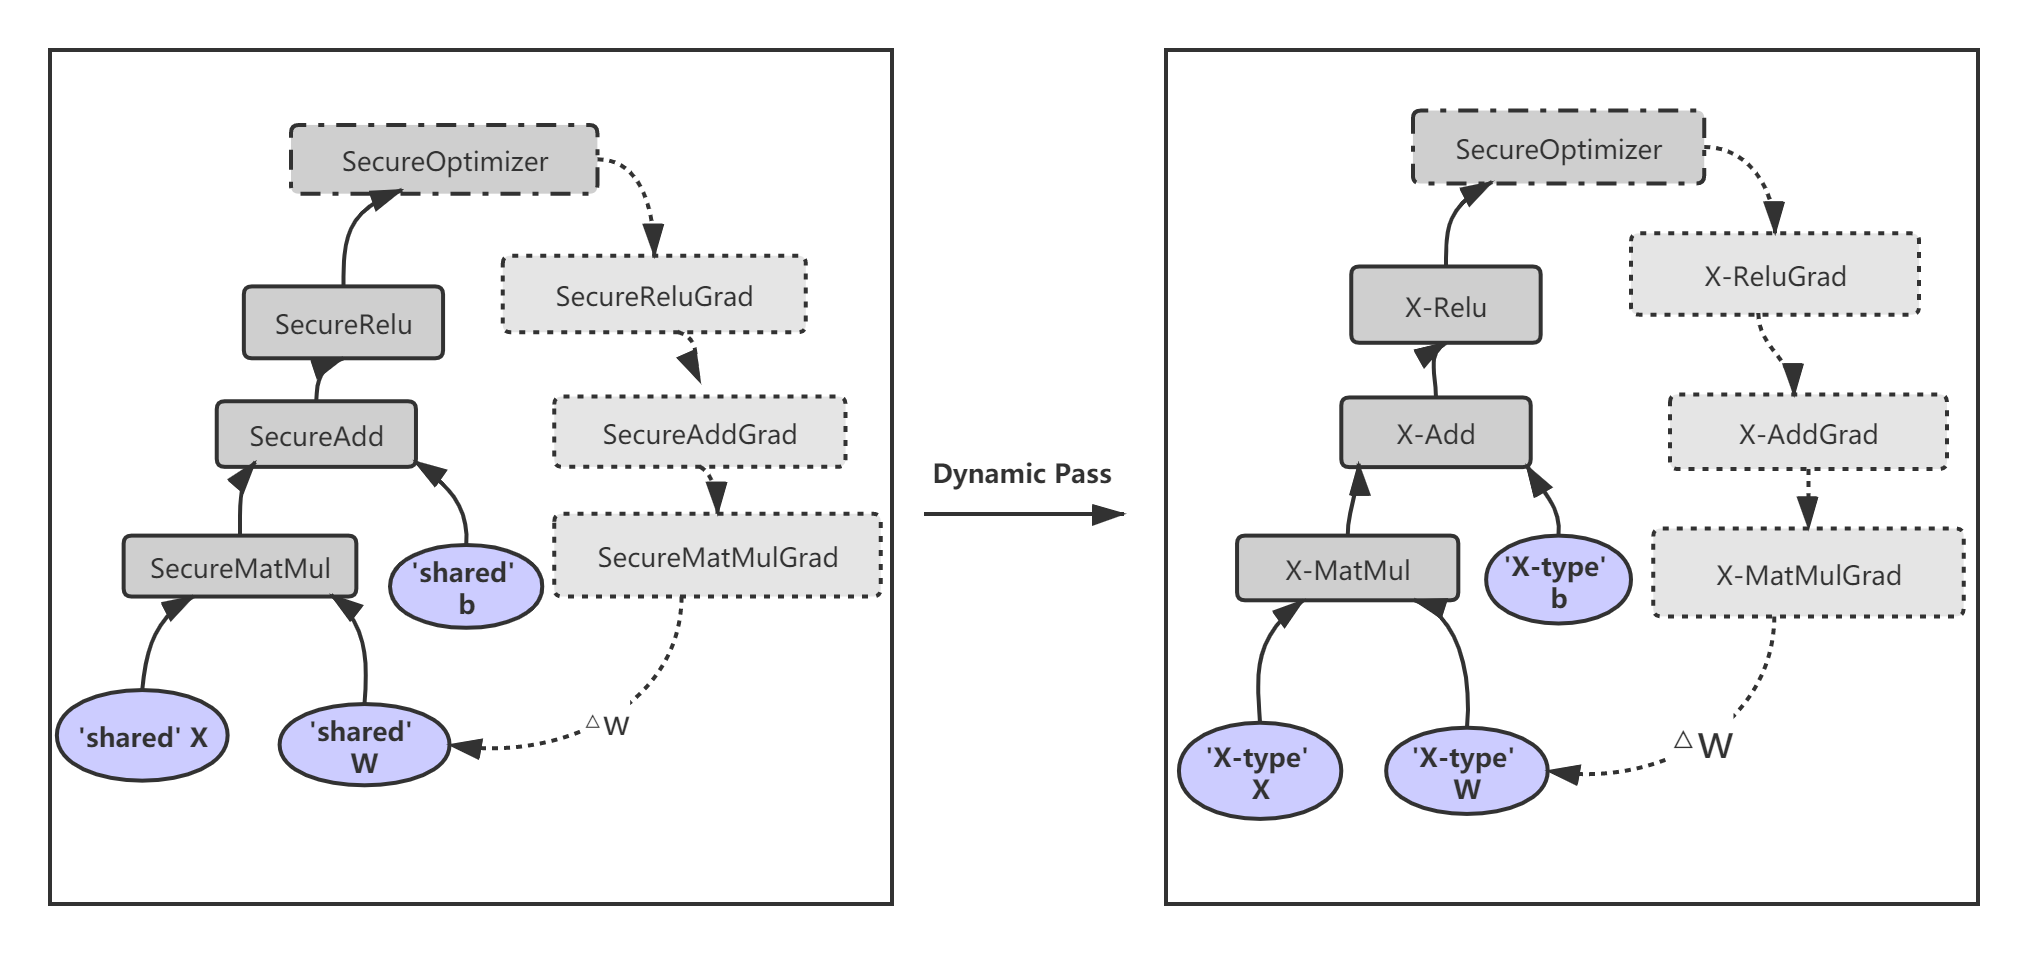 SecureOptimizer
SecureReluGrad
SecureRelu
SecureAddGrad
SecureAdd
SecureMatMulGrad
SecureMatMul
'shared'
b
'shared' X
'shared'
W
△W
Dynamic Pass
SecureOptimizer
X-ReluGrad
X-Relu
X-AddGrad
X-Add
X-MatMulGrad
X-MatMul
'X-type'
b
'X-type'
X
'X-type'
W
△W